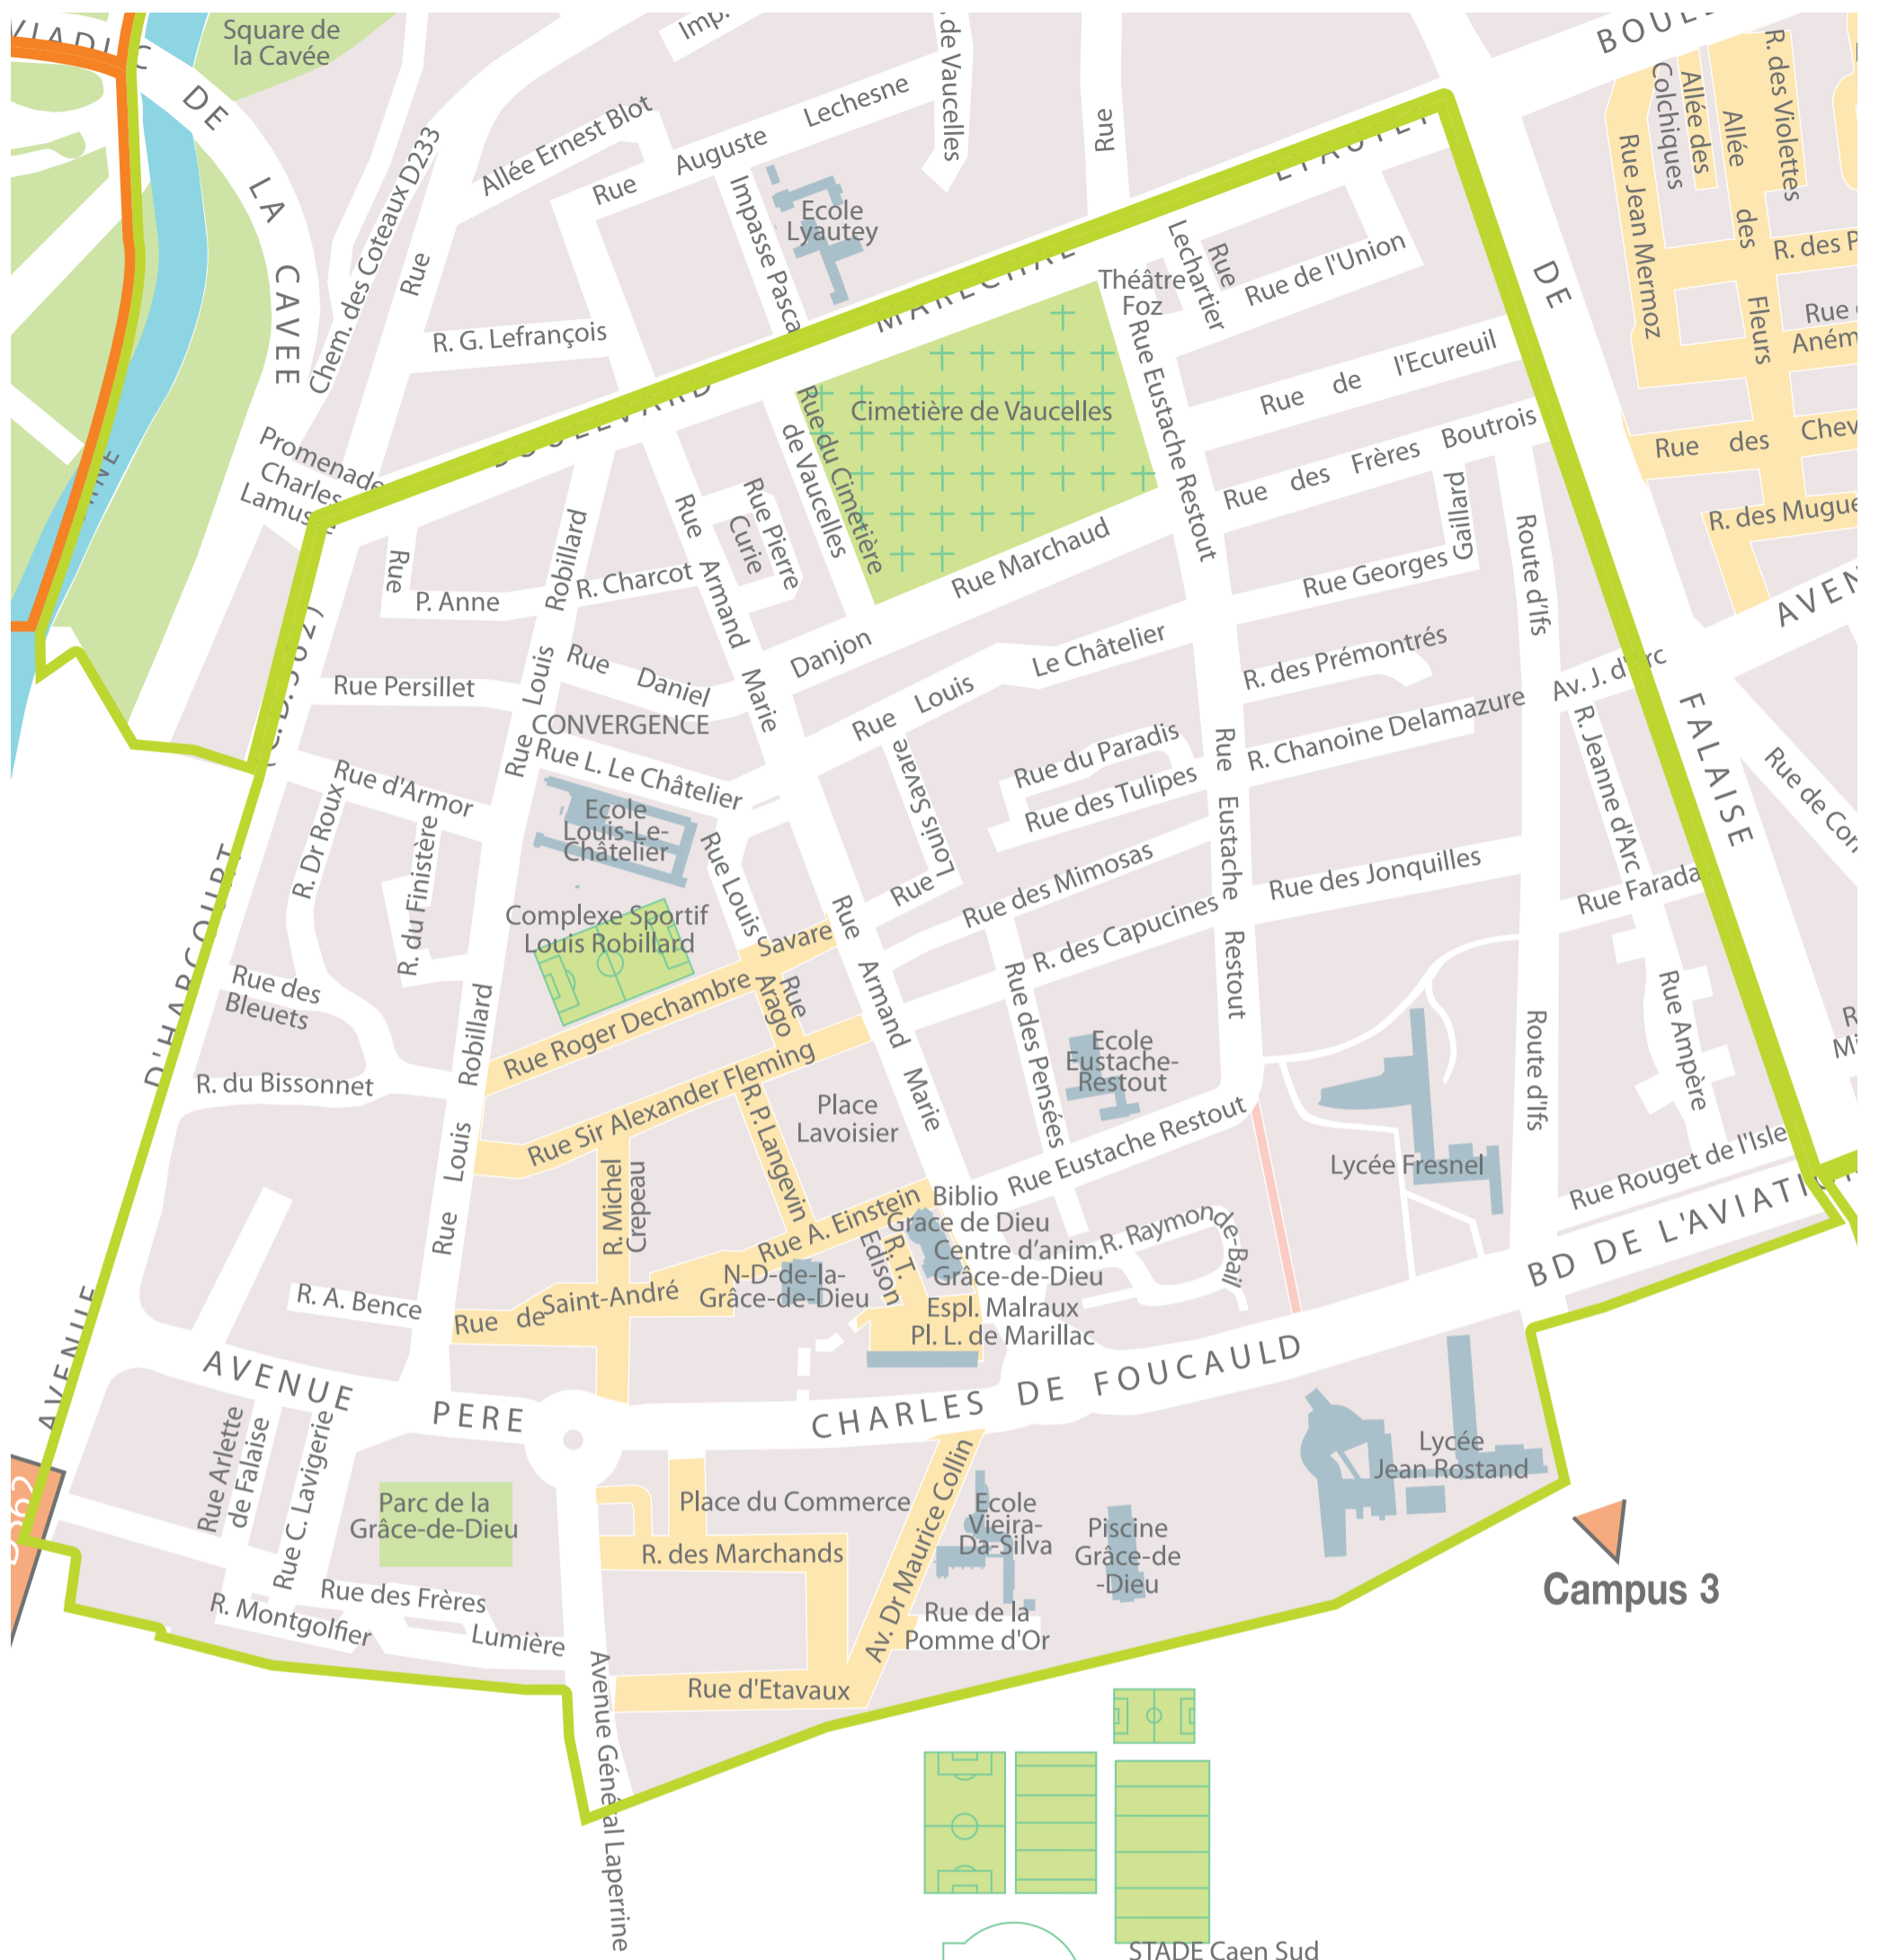 VIADUC
DE
LA
CAVEE
Square de
la Cavée
Imp.
de Vaucelles
Rue
BOULE
Allée Ernest Blot
Rue Auguste Lechesne
Chem. des Coteaux D233
Rue
Impasse Pasca
Ecole
Lyautey
R. G. Lefrançois
Promenade
Charles
BOULEVARD MARECHAL LYAUTEY
DE
FALAISE
Rue Jean Mermoz
Colchiques
Allée des
Allée des Fleurs
R. des Violettes
R. des P
Rue
Aném
Rue des Chev
R. des Mugue
AVEN
Théâtre
Foz
Rue
Lechartier
Rue de l'Union
Rue de l'Ecureuil
Rue des Frères Boutrois
Cimetière de Vaucelles
Rue du Cimetière
de Vaucelles
Rue Eustache Restout
Rue Pierre
Curie
Rue Armand Marie
Rue
P. Anne
R. Charcot
Rue Louis Robillard
Rue Marchaud
Danjon
Rue Daniel
Rue Georges
Gaillard
Route d'Ifs
Rue Persillet
CONVERGENCE
Rue Louis Le Châtelier
R. des Prémontrés
Av. J. d'Arc
R. Chanoine Delamazure
Rue L. Le Châtelier
Rue du Paradis
Rue des Tulipes
Rue Louis Savare
R. Jeanne d'Arc
Rue de Con
Rue d'Armor
R. Dr Roux
R. du Finistère
Ecole
Louis-Le-
Châtelier
Rue Louis
Savare
Rue des Mimosas
Rue Eustache Restout
Rue des Jonquilles
Rue Farada
Complexe Sportif
Louis Robillard
R. des Capucines
Rue des Pensées
Rue Armand Marie
Rue Ampère
Rue des
Bleuets
D'HARCOURT
Rue Roger Dechambre
Rue
Arago
Ecole
Eustache-
Restout
Route d'Ifs
R.
Mi
R. du Bissonnet
Rue Louis Robillard
Rue Sir Alexander Fleming
R. P. Langevin
Place
Lavoisier
R. Michel
Crepeau
Rue Eustache Restout
Lycée Fresnel
Rue Rouget de l'Isle
BD DE L'AVIATION
Rue A. Einstein
Biblio
Grace de Dieu
Centre d’anim.
Grâce-de-Dieu
R. T.
Edison
R. Raymonde-Bail
N-D-de-la-
Grâce-de-Dieu
Espl. Malraux
Pl. L. de Marillac
R. A. Bence
Rue de Saint-André
AVENUE
AVENUE PERE CHARLES DE FOUCAULD
Rue Arlette
de Falaise
Rue C. Lavigerie
Parc de la
Grâce-de-Dieu
Place du Commerce
R. des Marchands
Av. Dr Maurice Collin
Ecole
Vieira-
Da-Silva
Piscine
Grâce-de
-Dieu
Lycée
Jean Rostand
Campus 3
Rue des Frères
Lumière
R. Montgolfier
Rue de la
Pomme d'Or
Rue d'Etavaux
Avenue Général Laperrine
STADE Caen Sud